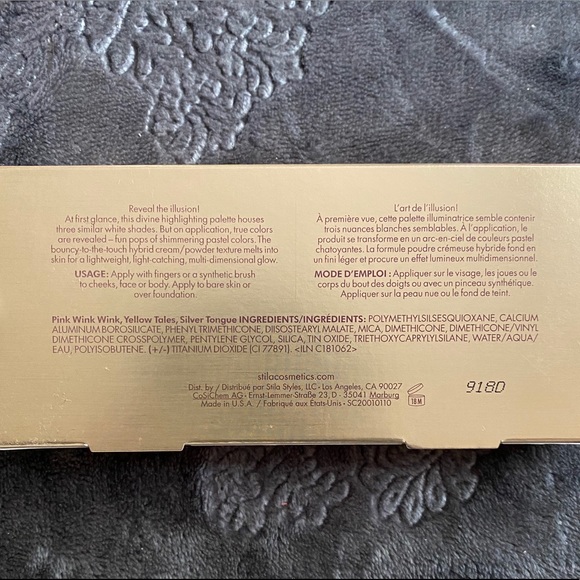 Reveal the illusion!
At first glance, this divine highlighting palette houses
three similar white shades. But on application, true colors
are revealed – fun pops of shimmering pastel colors. The
bouncy-to-the-touch hybrid cream/powder texture melts into
skin for a lightweight, light-catching, multi-dimensional glow.
USAGE: Apply with fingers or a synthetic brush
to cheeks, face or body. Apply to bare skin or
over foundation.
L'art de l'illusion!
À première vue, cette palette illuminatrice semble contenir
trois nuances blanches semblables. À l'application, le
produit se transforme en un arc-en-ciel de couleurs pastel
chatoyantes. La formule poudre crémeuse hybride fond en
un fini léger et procure un effet lumineux multidimensionnel.
MODE D'EMPLOI : Appliquer sur le visage, les joues ou le
corps du bout des doigts ou avec un pinceau synthétique.
Appliquer sur la peau nue ou le fond de teint.
Pink Wink Wink, Yellow Tales, Silver Tongue INGREDIENTS/INGRÉDIENTS: POLYMETHYLSILSESQUIOXANE, CALCIUM
ALUMINUM BOROSILICATE, PHENYL TRIMETHICONE, DIISOSTEARYL MALATE, MICA, DIMETHICONE, DIMETHICONE/VINYL
DIMETHICONE CROSSPOLYMER, PENTYLENE GLYCOL, SILICA, TIN OXIDE, TRIETHOXYCAPRYLYLSILANE, WATER/AQUA/
EAU, POLYISOBUTENE. (+/-) TITANIUM DIOXIDE (CI 77891). <ILN C181062>
stilacosmetics.com
Dist. by / Distribué par Stila Styles, LLC • Los Angeles, CA 90027
CoSiChem AG • Ernst-Lemmer-Straße 23, D - 35041 Marburg
Made in U.S.A. / Fabriqué aux États-Unis • SC20010110
18M
918D